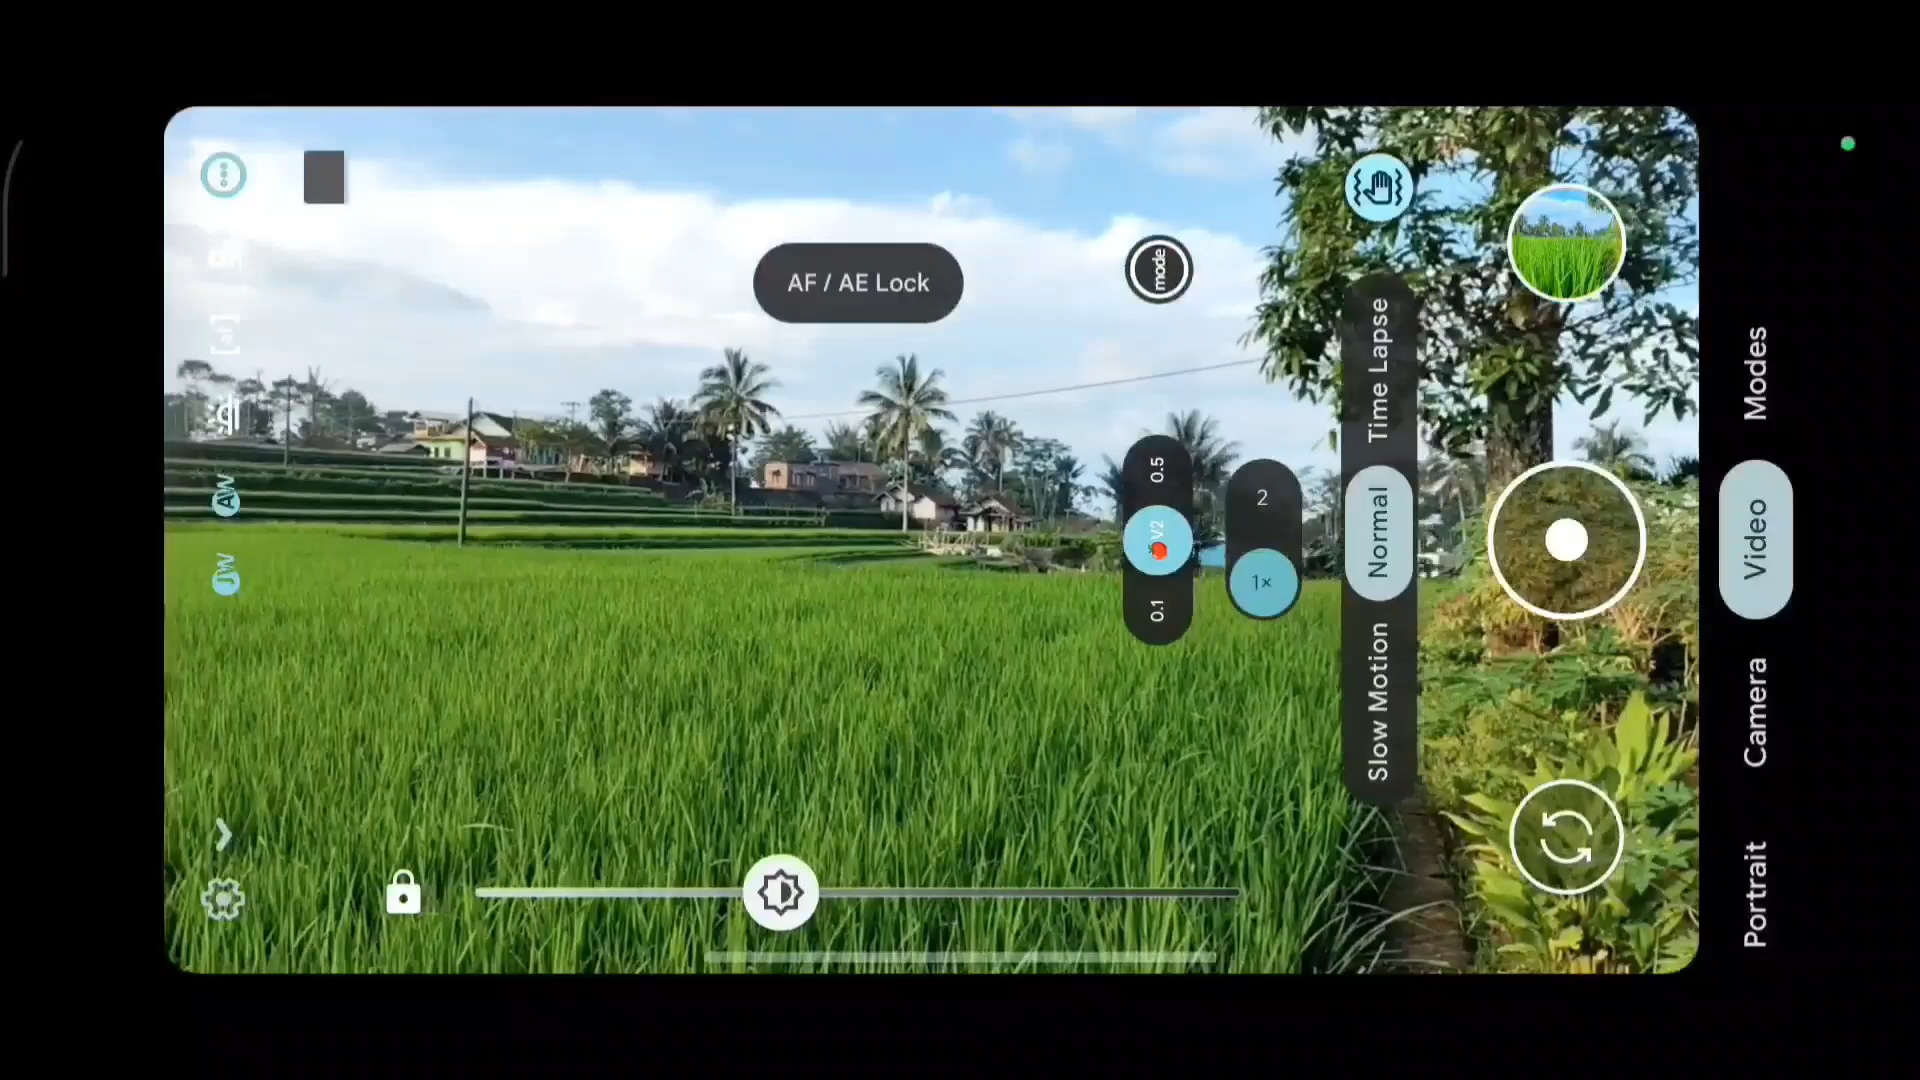 AF / AE Lock
mode
0.5
V2
0.1
2
1×
Time Lapse
Normal
Slow Motion
AW
JW
Modes
Video
Camera
Portrait